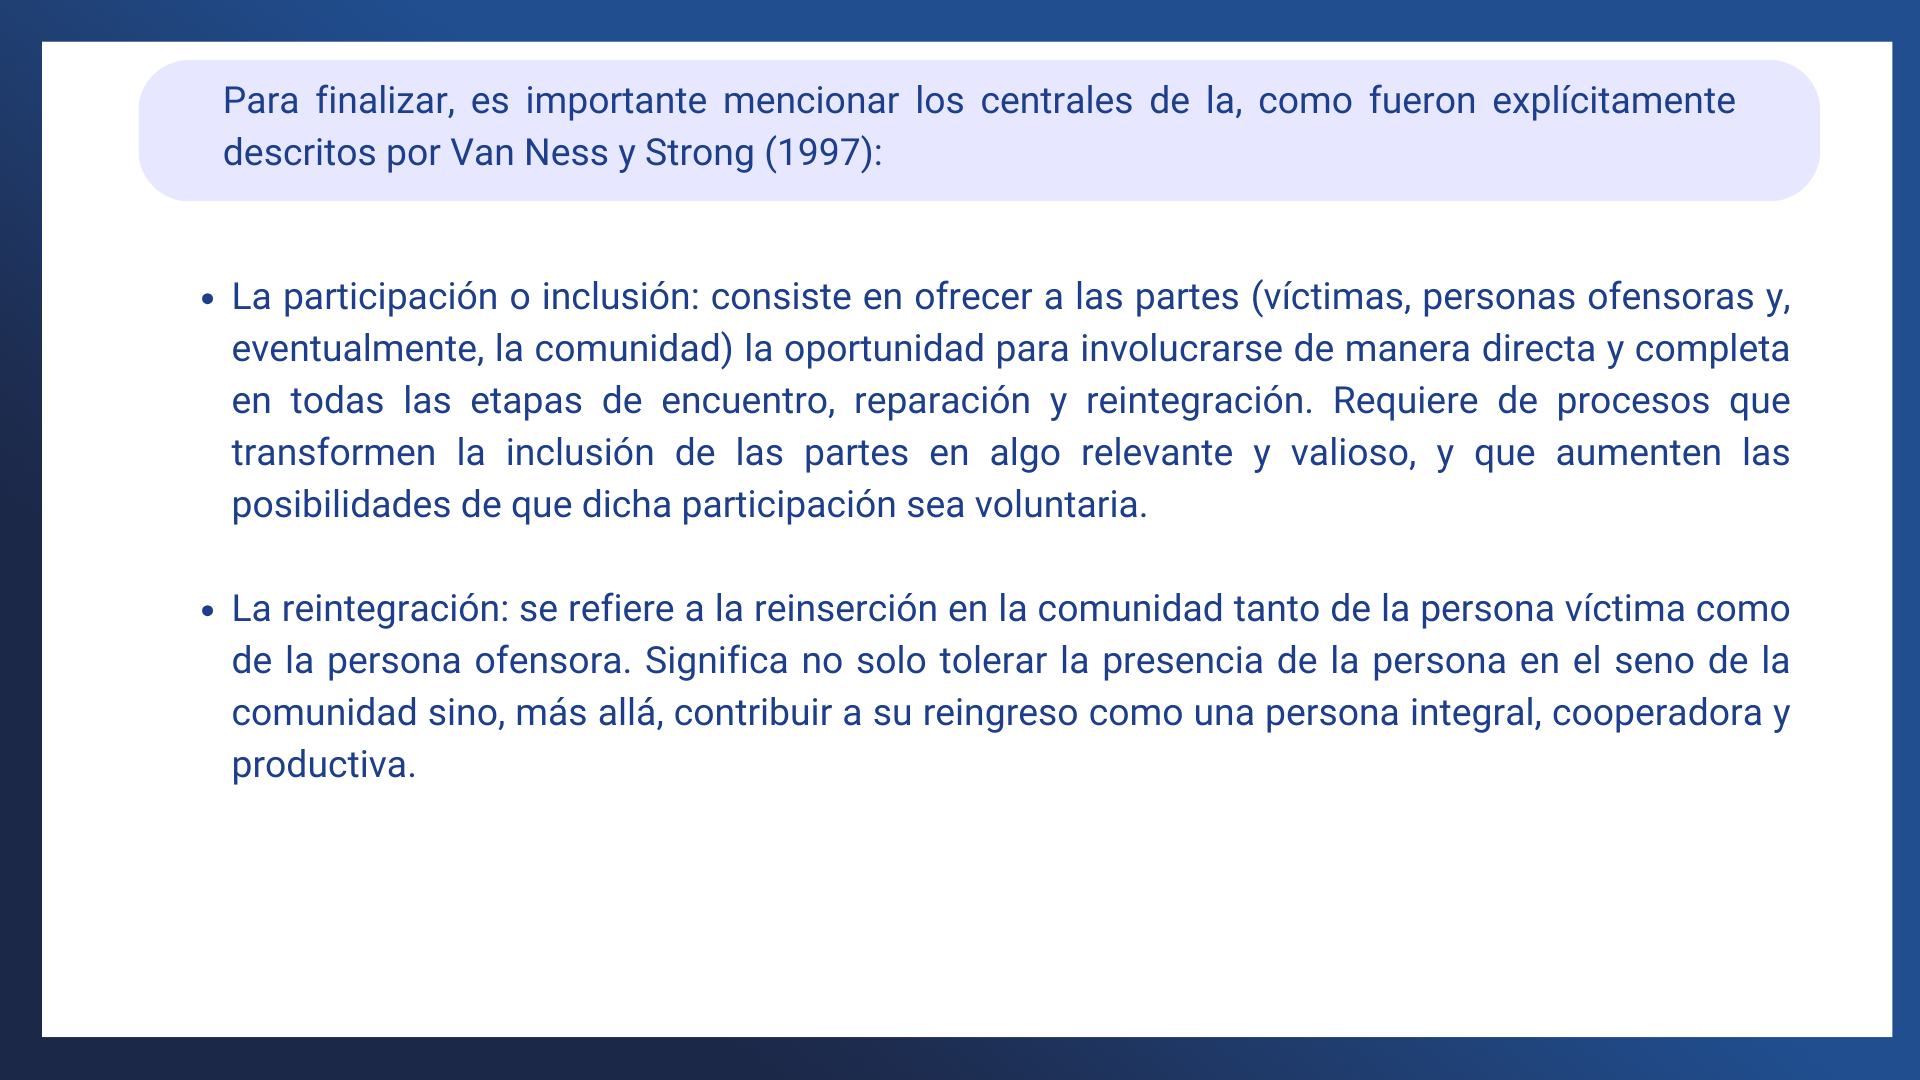 Para finalizar, es importante mencionar los centrales de la, como fueron explícitamente
descritos por Van Ness y Strong (1997):
• La participación o inclusión: consiste en ofrecer a las partes (víctimas, personas ofensoras y,
eventualmente, la comunidad) la oportunidad para involucrarse de manera directa y completa
en todas las etapas de encuentro, reparación y reintegración. Requiere de procesos que
transformen la inclusión de las partes en algo relevante y valioso, y que aumenten las
posibilidades de que dicha participación sea voluntaria.
• La reintegración: se refiere a la reinserción en la comunidad tanto de la persona víctima como
de la persona ofensora. Significa no solo tolerar la presencia de la persona en el seno de la
comunidad sino, más allá, contribuir a su reingreso como una persona integral, cooperadora y
productiva.